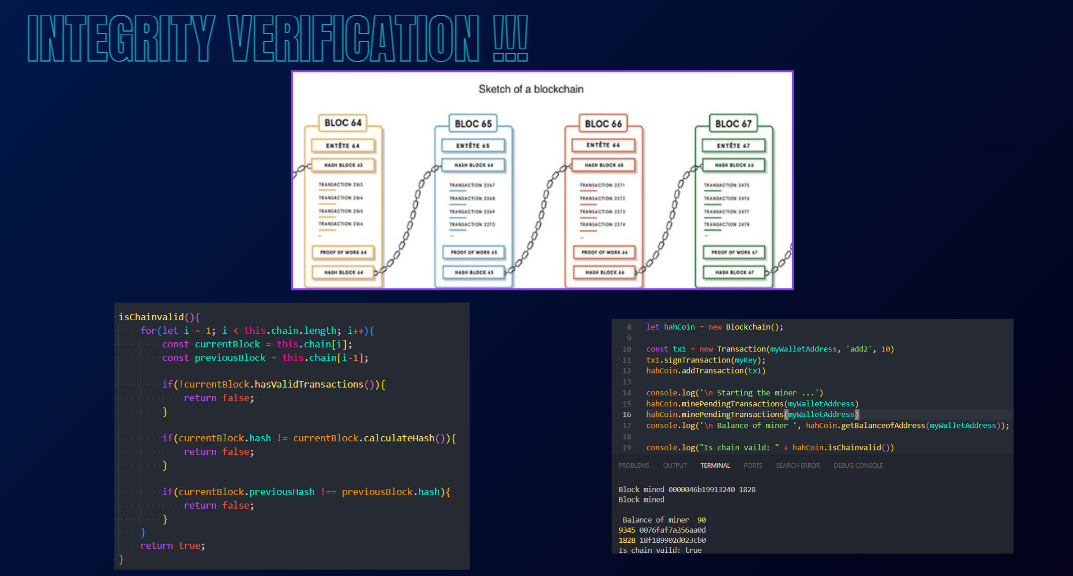 INTEGRITY VERIFICATION !!!
Sketch of a blockchain
BLOC 64
ENTÊTE 64
HASH BLOCK 63
TRANSACTION 2163
TRANSACTION 2164
TRANSACTION 2165
TRANSACTION 2166
...
PROOF OF WORK 64
HASH BLOCK 64
BLOC 65
ENTÊTE 65
HASH BLOCK 64
TRANSACTION 2267
TRANSACTION 2268
TRANSACTION 2269
TRANSACTION 2270
...
PROOF OF WORK 65
HASH BLOCK 65
BLOC 66
ENTÊTE 66
HASH BLOCK 65
TRANSACTION 2371
TRANSACTION 2372
TRANSACTION 2373
TRANSACTION 2374
...
PROOF OF WORK 66
HASH BLOCK 66
BLOC 67
ENTÊTE 67
HASH BLOCK 66
TRANSACTION 2475
TRANSACTION 2476
TRANSACTION 2477
TRANSACTION 2478
...
PROOF OF WORK 67
HASH BLOCK 67
isChainvalid(){
for(let i = 1; i < this.chain.length; i++){
const currentBlock = this.chain[i];
const previousBlock = this.chain[i-1];
if(!currentBlock.hasValidTransactions()){
return false;
}
if(currentBlock.hash != currentBlock.calculateHash()){
return false;
}
if(currentBlock.previousHash !== previousBlock.hash){
return false;
}
}
return true;
}
8 let hahCoin = new Blockchain();
9
10 const tx1 = new Transaction(myWalletAddress, 'add2', 10)
11 tx1.signTransaction(myKey);
12 hahCoin.addTransaction(tx1)
13
14 console.log('\n Starting the miner ...')
15 hahCoin.minePendingTransactions(myWalletAddress)
16 hahCoin.minePendingTransactions(myWalletAddress)
17 console.log('\n Balance of miner ', hahCoin.getBalanceofAddress(myWalletAddress));
18
19 console.log("Is chain vaild: " + hahCoin.isChainvalid())
PROBLEMS OUTPUT TERMINAL PORTS SEARCH ERROR DEBUG CONSOLE
Block mined 0000046b19913240 1828
Block mined
Balance of miner 90
9345 0076faf7a356aa0d
1828 18f189902d023cb0
Is chain vaild: true